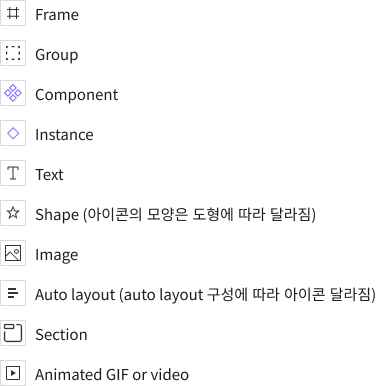 Frame
Group
Component
Instance
Text
Shape (아이콘의 모양은 도형에 따라 달라짐)
Image
Auto layout (auto layout 구성에 따라 아이콘 달라짐)
Section
Animated GIF or video